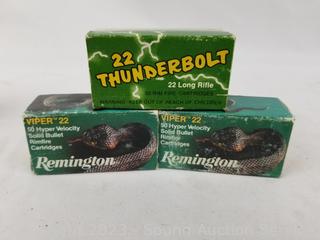 22
THUNDERBOLT
22 Long Rifle
50 RIM FIRE CARTRIDGES
WARNING: KEEP OUT OF REACH OF CHILDREN
VIPER 22
50 Hyper Velocity
Solid Bullet
Rimfire
Cartridges
Remington
VIPER 22
50 Hyper Velocity
Solid Bullet
Rimfire
Cartridges
Remington
2023 - Sound Auction Service